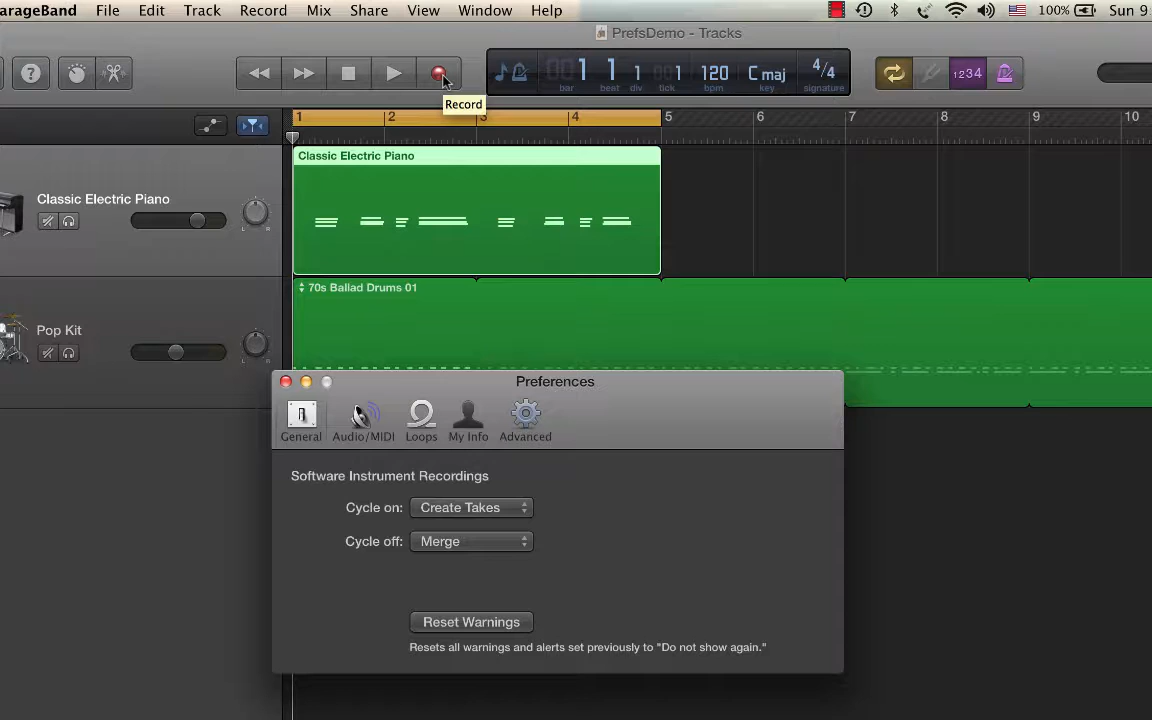 arageBand File Edit Track Record Mix Share View Window Help 100% Sun 9
PrefsDemo - Tracks
1 1 1 1 120 C maj 4/4
bar beat div tick bpm key signature
1234
Record
1 2 3 4 5 6 7 8 9 10
Classic Electric Piano
Classic Electric Piano
L R
70s Ballad Drums 01
Pop Kit
L R
Preferences
General Audio/MIDI Loops My Info Advanced
Software Instrument Recordings
Cycle on: Create Takes
Cycle off: Merge
Reset Warnings
Resets all warnings and alerts set previously to "Do not show again."